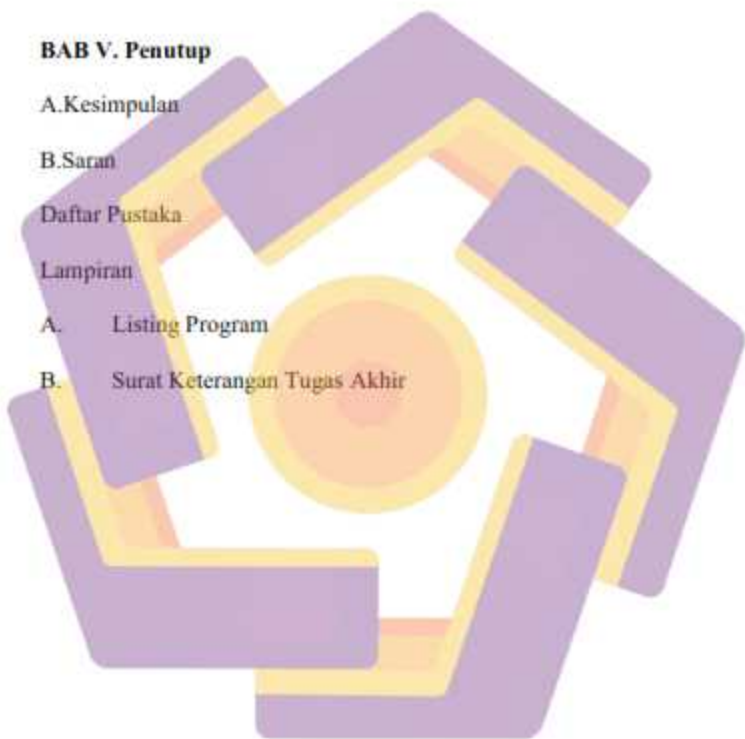 BAB V. Penutup
A.Kesimpulan
B.Saran
Daftar Pustaka
Lampiran
A. Listing Program
B. Surat Keterangan Tugas Akhir